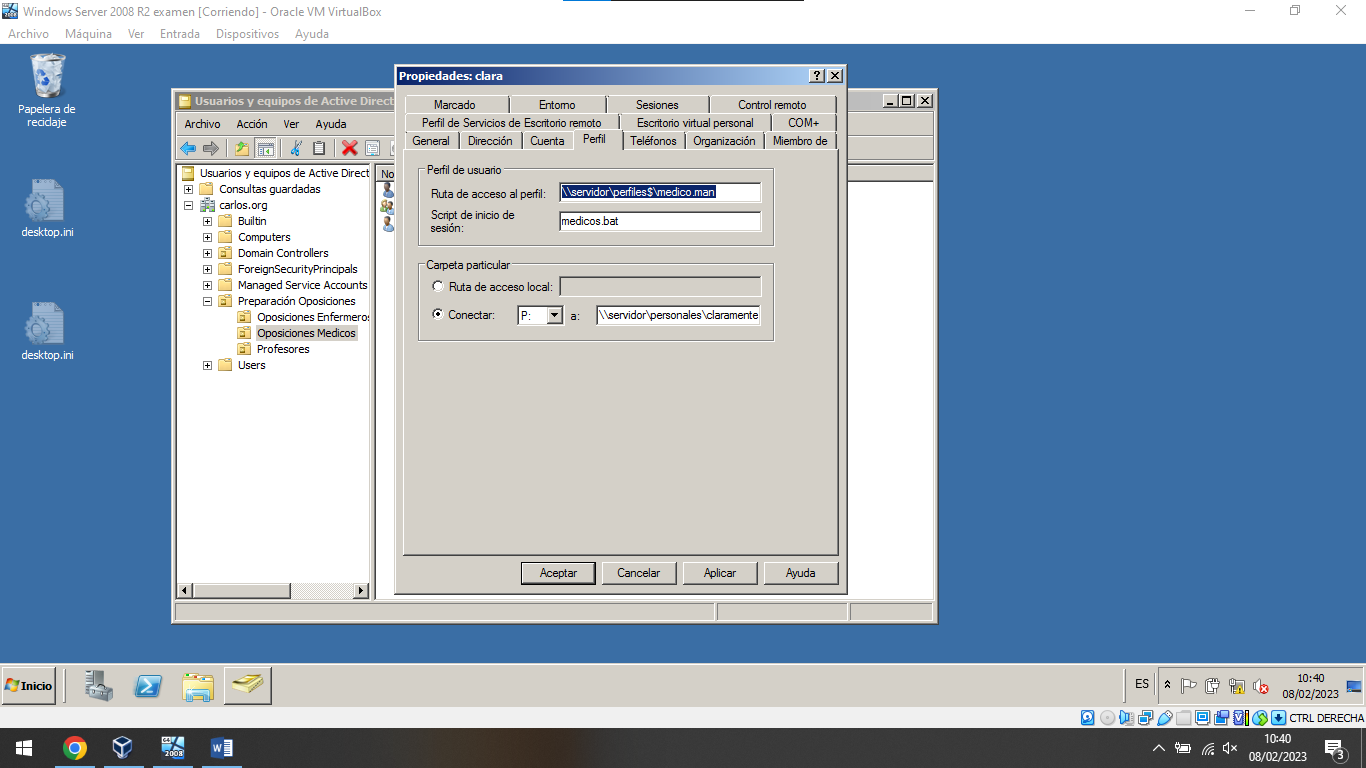 Windows Server 2008 R2 examen [Corriendo] - Oracle VM VirtualBox
Archivo Máquina Ver Entrada Dispositivos Ayuda
Papelera de
reciclaje
desktop.ini
desktop.ini
Usuarios y equipos de Active Direct
Archivo Acción Ver Ayuda
Usuarios y equipos de Active Direct
Consultas guardadas
carlos.org
Builtin
Computers
Domain Controllers
ForeignSecurityPrincipals
Managed Service Accounts
Preparación Oposiciones
Oposiciones Enfermeros
Oposiciones Medicos
Profesores
Users
No
Propiedades: clara
Marcado Entorno Sesiones Control remoto
Perfil de Servicios de Escritorio remoto Escritorio virtual personal COM+
General Dirección Cuenta Perfil Teléfonos Organización Miembro de
Perfil de usuario
Ruta de acceso al perfil: \\servidor\perfiles$\medico.man
Script de inicio de
sesión: medicos.bat
Carpeta particular
Ruta de acceso local:
Conectar: P: a: \\servidor\personales\claramente
Aceptar Cancelar Aplicar Ayuda
Inicio
ES
10:40
08/02/2023
CTRL DERECHA
2008
10:40
08/02/2023
3